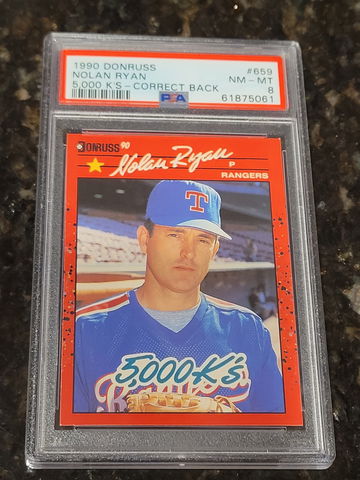 1990 DONRUSS #659
NOLAN RYAN NM - MT
5,000 K'S - CORRECT BACK 8
PSA 61875061
DONRUSS '90
Nolan Ryan P
RANGERS
T
5,000 K's